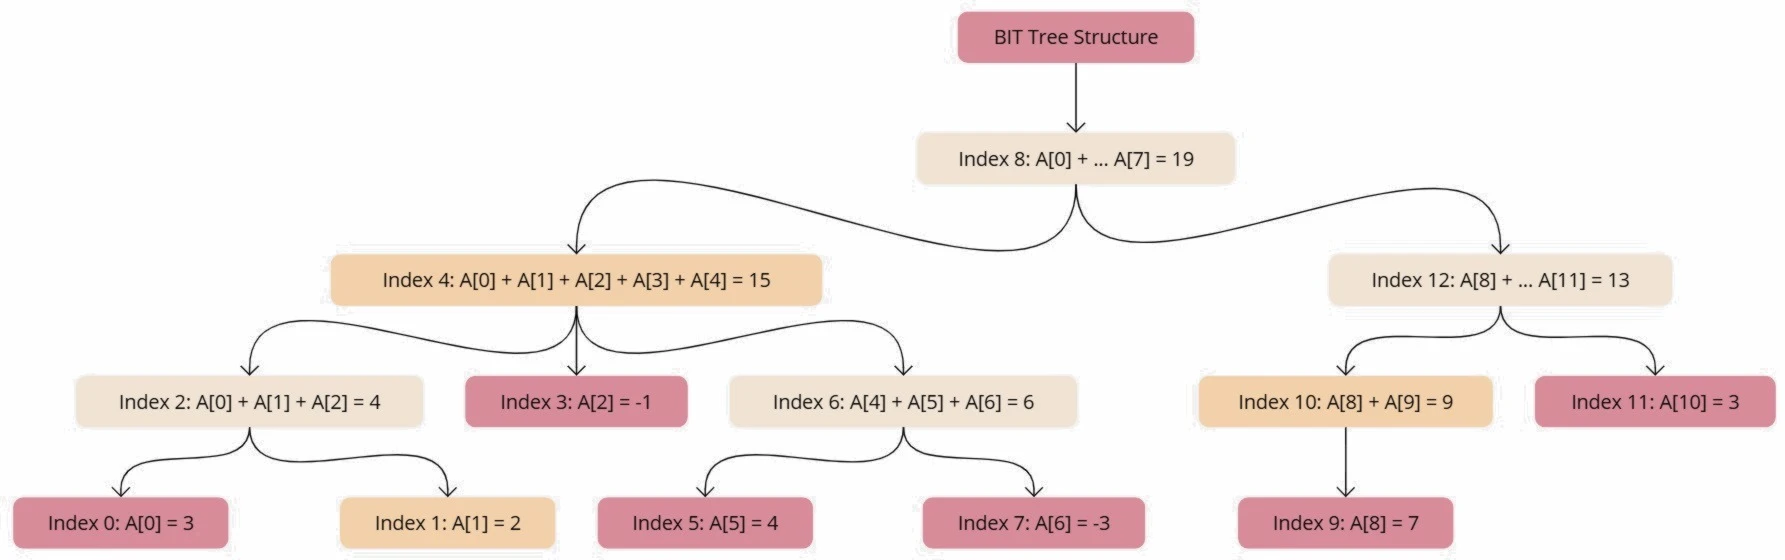 BIT Tree Structure
Index 8: A[0] + ... A[7] = 19
Index 4: A[0] + A[1] + A[2] + A[3] + A[4] = 15
Index 12: A[8] + ... A[11] = 13
Index 2: A[0] + A[1] + A[2] = 4
Index 3: A[2] = -1
Index 6: A[4] + A[5] + A[6] = 6
Index 10: A[8] + A[9] = 9
Index 11: A[10] = 3
Index 0: A[0] = 3
Index 1: A[1] = 2
Index 5: A[5] = 4
Index 7: A[6] = -3
Index 9: A[8] = 7